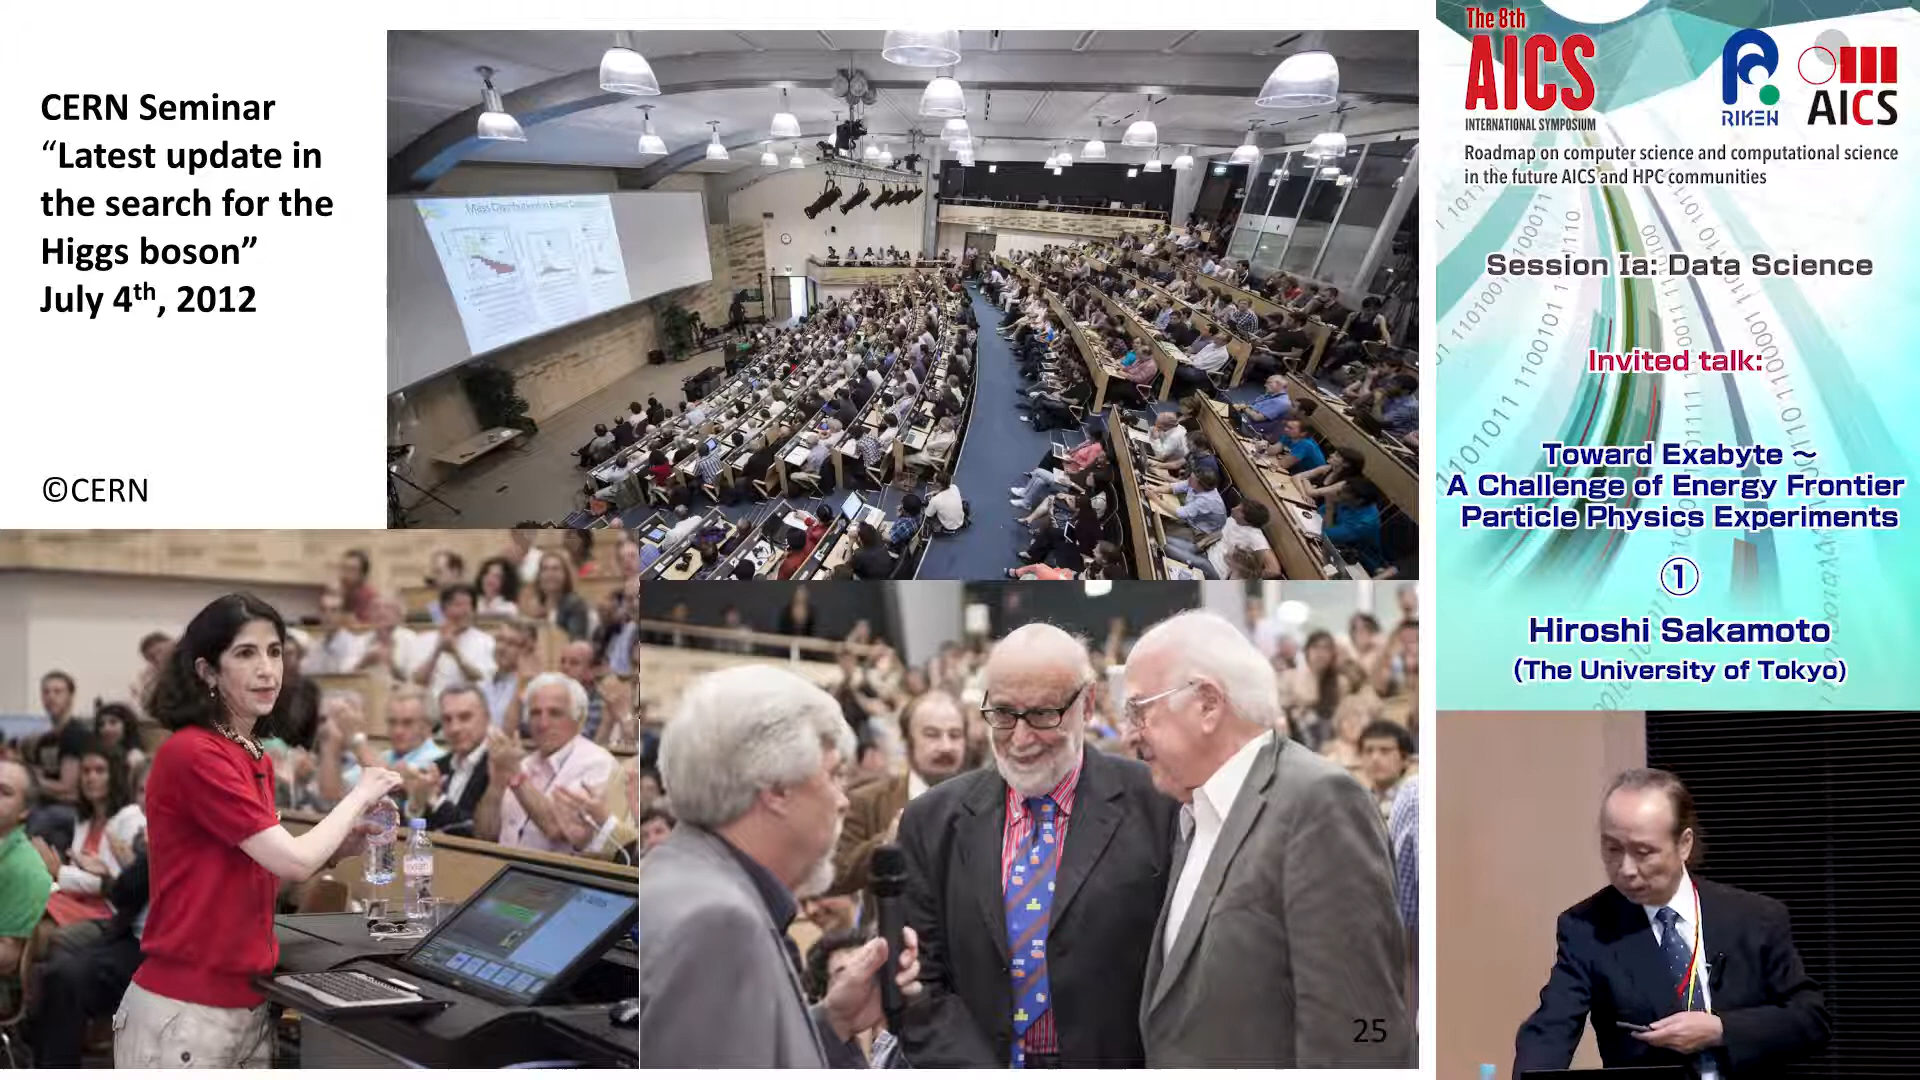 CERN Seminar
“Latest update in
the search for the
Higgs boson”
July 4th, 2012
©CERN
25
The 8th
AICS
INTERNATIONAL SYMPOSIUM
RIKEN
AICS
Roadmap on computer science and computational science
in the future AICS and HPC communities
Session Ia: Data Science
Invited talk:
Toward Exabyte ～
A Challenge of Energy Frontier
Particle Physics Experiments
①
Hiroshi Sakamoto
(The University of Tokyo)